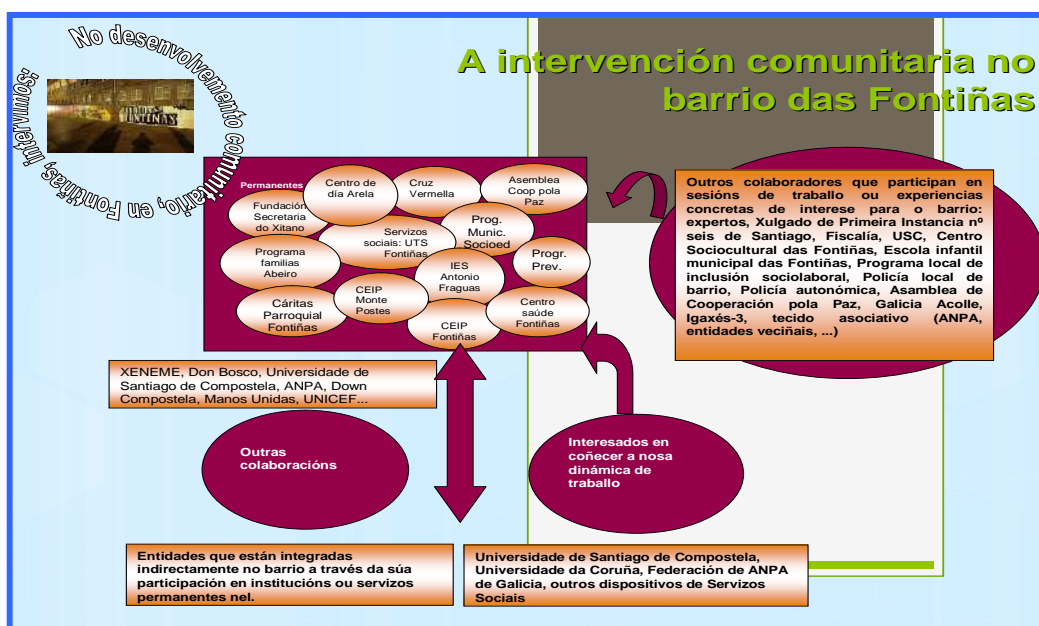 No desenvolvemento comunitario, en Fontiñas, intervimos:
A intervención comunitaria no
barrio das Fontiñas
Permanentes
Fundación
Secretaria
do Xitano
Centro de
día Arela
Cruz
Vermella
Asemblea
Coop pola
Paz
Servizos
sociais: UTS
Fontiñas
Prog.
Munic.
Socioed
Programa
familias
Abeiro
IES
Antonio
Fraguas
Progr.
Prev.
Cáritas
Parroquial
Fontiñas
CEIP
Monte
Postes
CEIP
Fontiñas
Centro
saúde
Fontiñas
Outros colaboradores que participan en
sesións de traballo ou experiencias
concretas de interese para o barrio:
expertos, Xulgado de Primeira Instancia nº
seis de Santiago, Fiscalía, USC, Centro
Sociocultural das Fontiñas, Escola infantil
municipal das Fontiñas, Programa local de
inclusión sociolaboral, Policía local de
barrio, Policía autonómica, Asamblea de
Cooperación pola Paz, Galicia Acolle,
Igaxés-3, tecido asociativo (ANPA,
entidades veciñais, ...)
XENEME, Don Bosco, Universidade de
Santiago de Compostela, ANPA, Down
Compostela, Manos Unidas, UNICEF...
Outras
colaboracións
Interesados en
coñecer a nosa
dinámica de
traballo
Entidades que están integradas
indirectamente no barrio a través da súa
participación en institucións ou servizos
permanentes nel.
Universidade de Santiago de Compostela,
Universidade da Coruña, Federación de ANPA
de Galicia, outros dispositivos de Servizos
Sociais